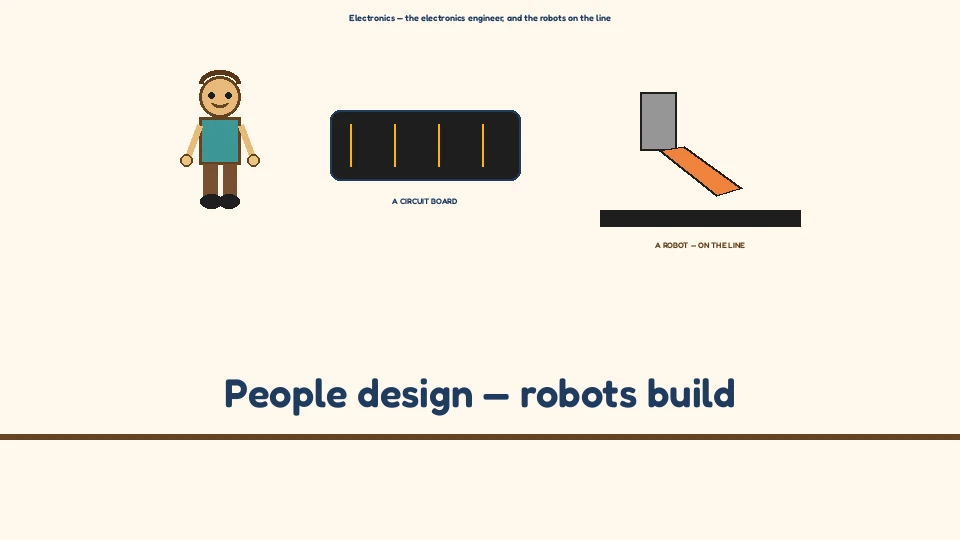 Electronics — the electronics engineer, and the robots on the line
A CIRCUIT BOARD
A ROBOT — ON THE LINE
People design — robots build